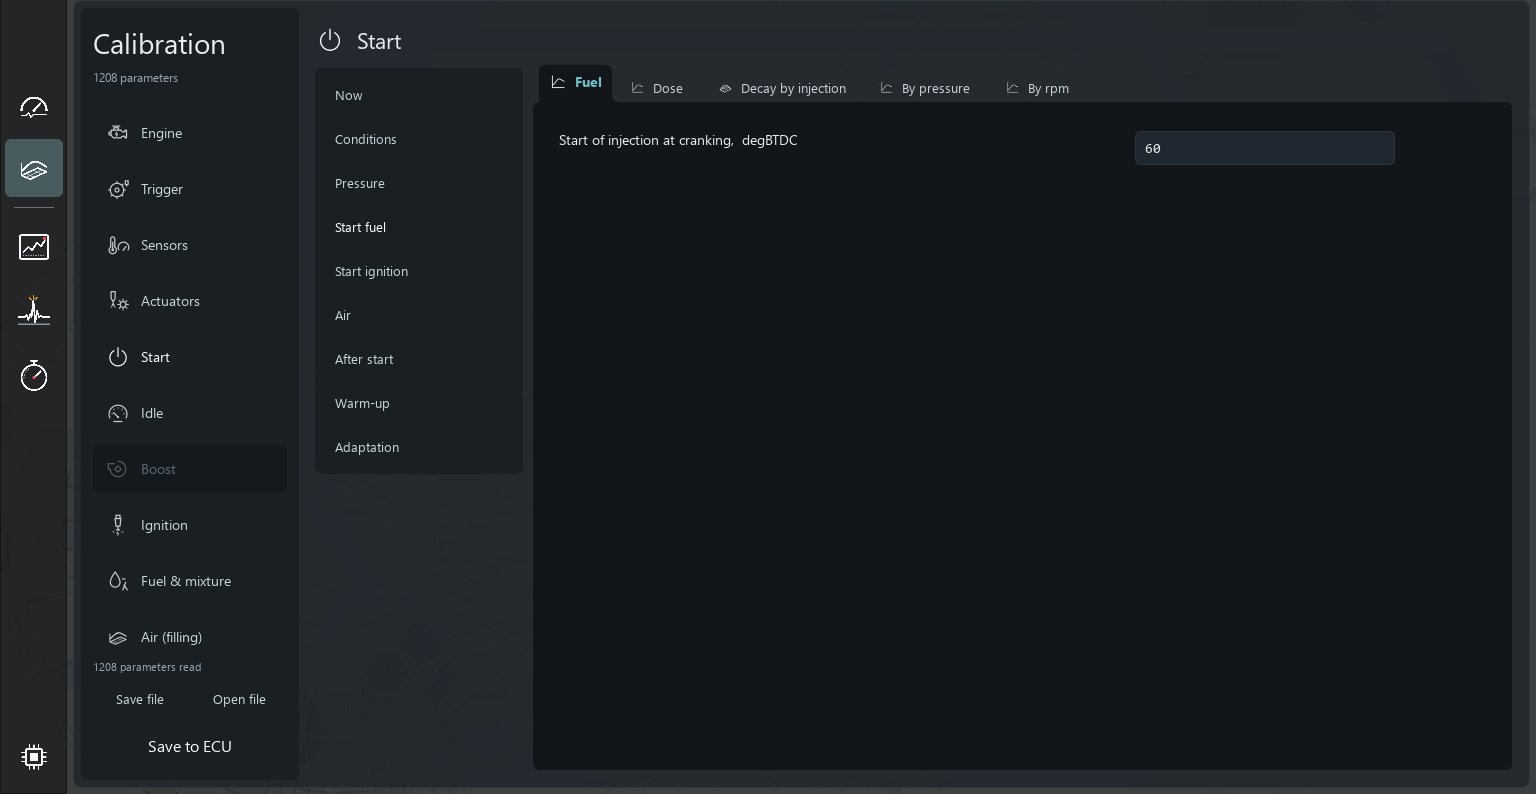 Calibration
1208 parameters
Engine
Trigger
Sensors
Actuators
Start
Idle
Boost
Ignition
Fuel & mixture
Air (filling)
1208 parameters read
Save file
Open file
Save to ECU
Start
Now
Conditions
Pressure
Start fuel
Start ignition
Air
After start
Warm-up
Adaptation
Fuel
Dose
Decay by injection
By pressure
By rpm
Start of injection at cranking, degBTDC
60